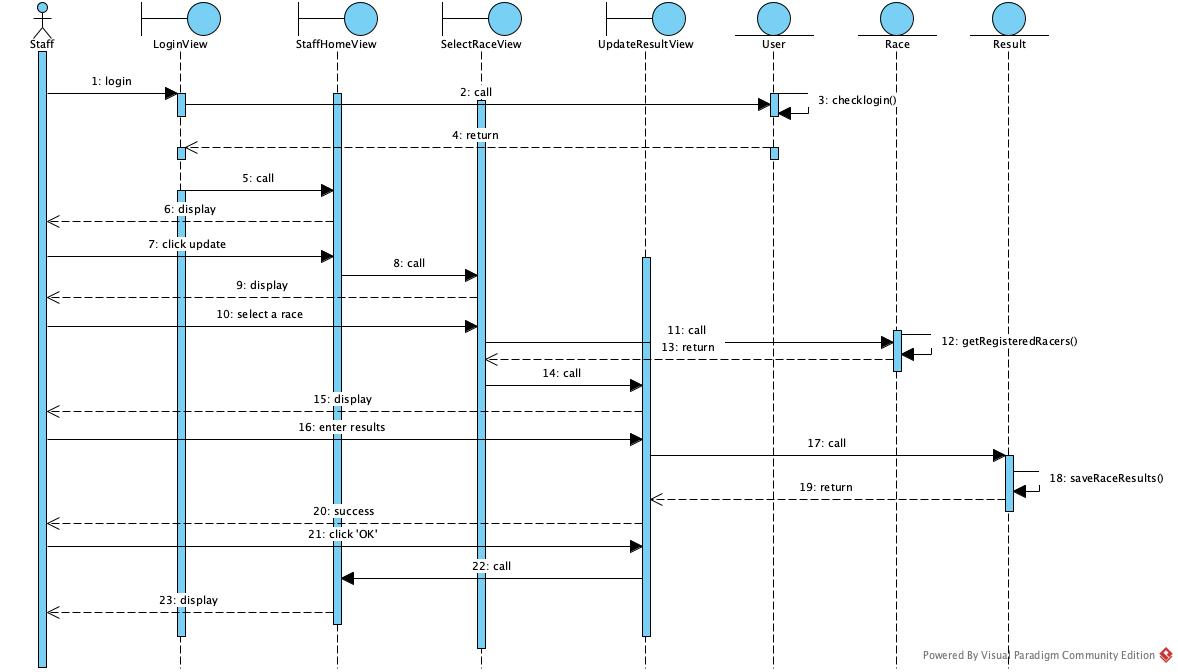 Staff
LoginView
StaffHomeView
SelectRaceView
UpdateResultView
User
Race
Result
1: login
2: call
3: checklogin()
4: return
5: call
6: display
7: click update
8: call
9: display
10: select a race
11: call
12: getRegisteredRacers()
13: return
14: call
15: display
16: enter results
17: call
18: saveRaceResults()
19: return
20: success
21: click 'OK'
22: call
23: display
Powered By Visual Paradigm Community Edition